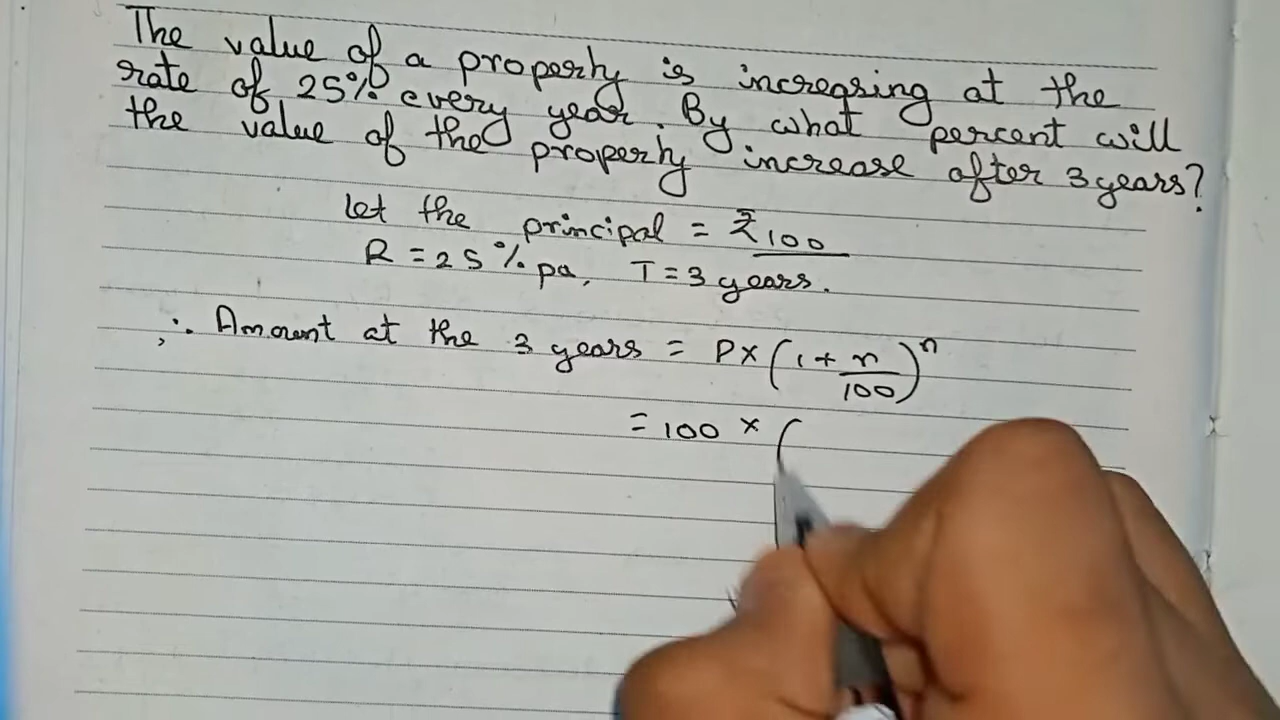 The value of a property is increasing at the
rate of 25% every year. By what percent will
the value of the property increase after 3 years?
Let the principal = ₹100
R = 25% pa, T = 3 years.
∴ Amount at the 3 years = P × (1 + r/100)^n
= 100 × (